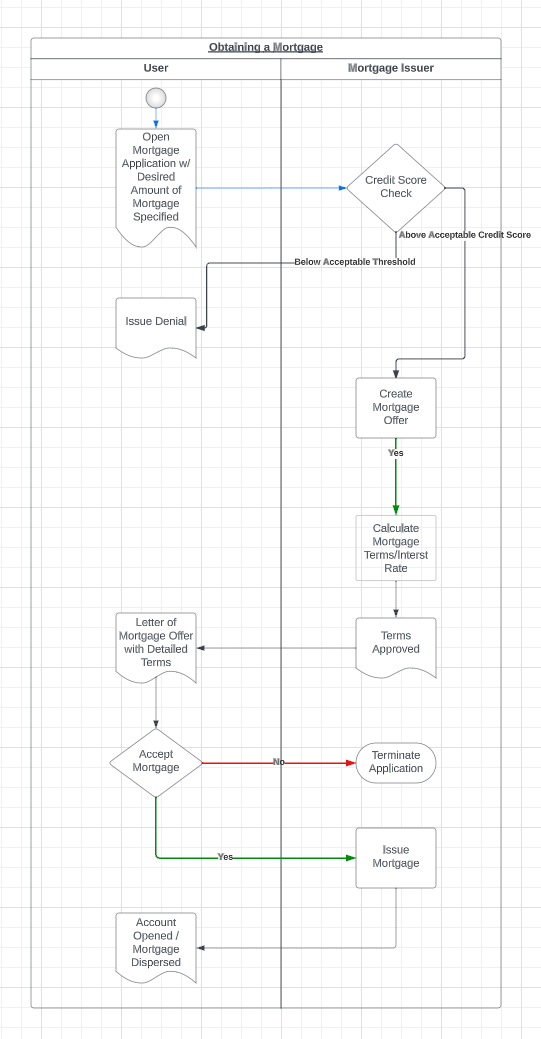 Obtaining a Mortgage
User
Mortgage Issuer
Open
Mortgage
Application w/
Desired
Amount of
Mortgage
Specified
Credit Score
Check
Above Acceptable Credit Score
Below Acceptable Threshold
Issue Denial
Create
Mortgage
Offer
Yes
Calculate
Mortgage
Terms/Interst
Rate
Letter of
Mortgage Offer
with Detailed
Terms
Terms
Approved
Accept
Mortgage
No
Terminate
Application
Yes
Issue
Mortgage
Account
Opened /
Mortgage
Dispersed